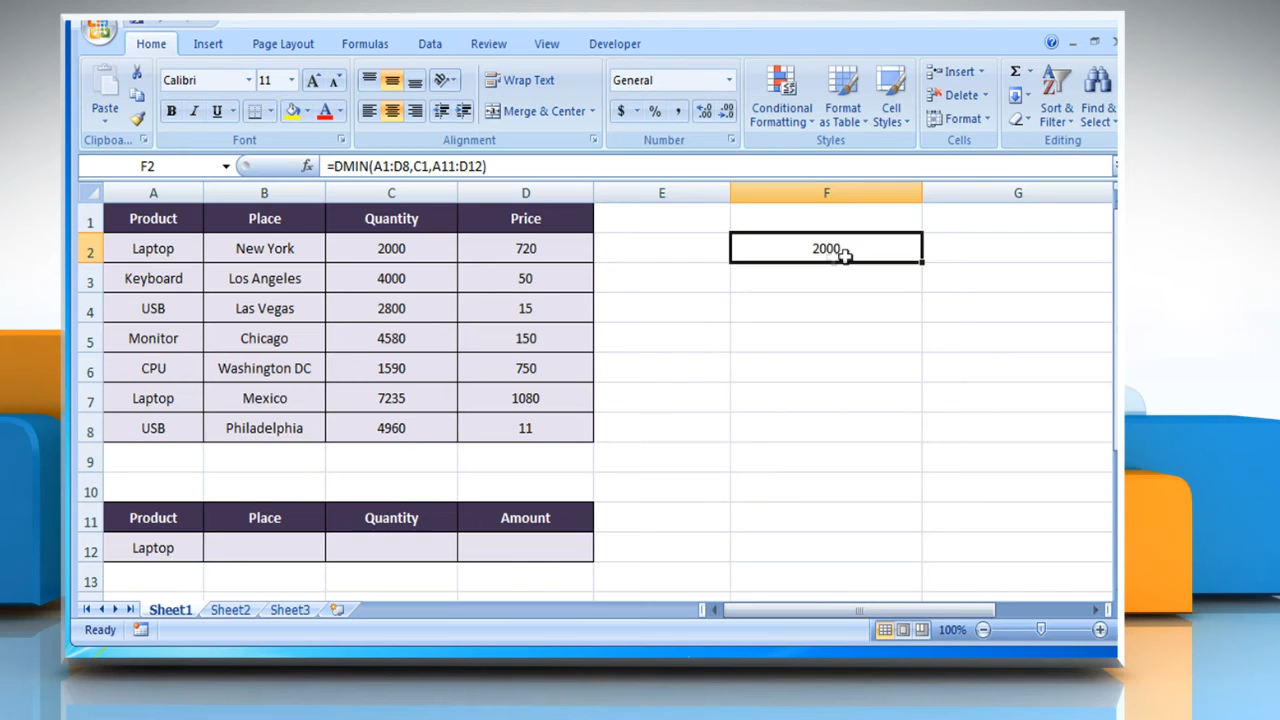 Home Insert Page Layout Formulas Data Review View Developer
Calibri 11 Wrap Text General Insert
Paste Conditional Formatting Format as Table Cell Styles Delete Sort & Filter Find & Select
B I U Merge & Center $ % , Format
Clipboa... Font Alignment Number Styles Cells Editing
F2 fx =DMIN(A1:D8,C1,A11:D12)
A B C D E F G
1 Product Place Quantity Price
2 Laptop New York 2000 720 2000
3 Keyboard Los Angeles 4000 50
4 USB Las Vegas 2800 15
5 Monitor Chicago 4580 150
6 CPU Washington DC 1590 750
7 Laptop Mexico 7235 1080
8 USB Philadelphia 4960 11
9
10
11 Product Place Quantity Amount
12 Laptop
13
Sheet1 Sheet2 Sheet3
Ready 100%